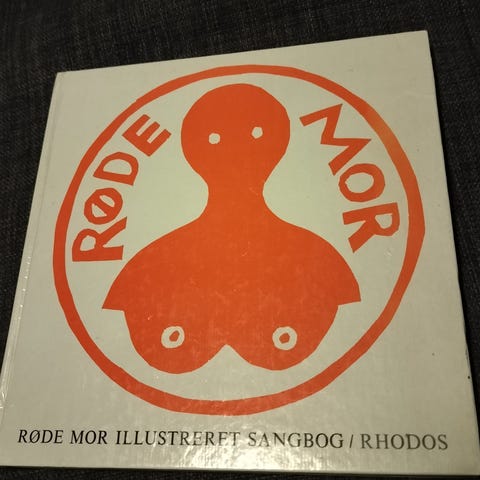 RØDE MOR
RØDE MOR ILLUSTRERET SANGBOG / RHODOS